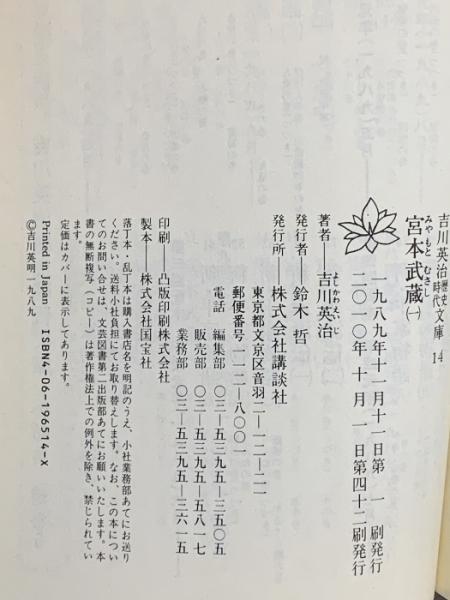 吉川英治歴史時代文庫 14
宮本武蔵㈠
みやもと むさし
一九八九年十一月十一日第一刷発行
二〇一〇年十月一日第四十二刷発行
著者―吉川英治
よしかわえいじ
発行者―鈴木 哲
発行所―株式会社講談社
東京都文京区音羽二―一二―二一
郵便番号一一二―八〇〇一
電話 編集部 〇三―五三九五―三五〇五
販売部 〇三―五三九五―五八一七
業務部 〇三―五三九五―三六一五
印刷―凸版印刷株式会社
製本―株式会社国宝社
落丁本・乱丁本は購入書店名を明記のうえ、小社業務部あてにお送り
ください。送料小社負担にてお取り替えします。なお、この本につい
てのお問い合せは、文芸図書第二出版部あてにお願いいたします。本
書の無断複写（コピー）は著作権法上での例外を除き、禁じられてい
ます。
定価はカバーに表示してあります。
Printed in Japan ISBN4-06-196514-X
©吉川英明 一九八九